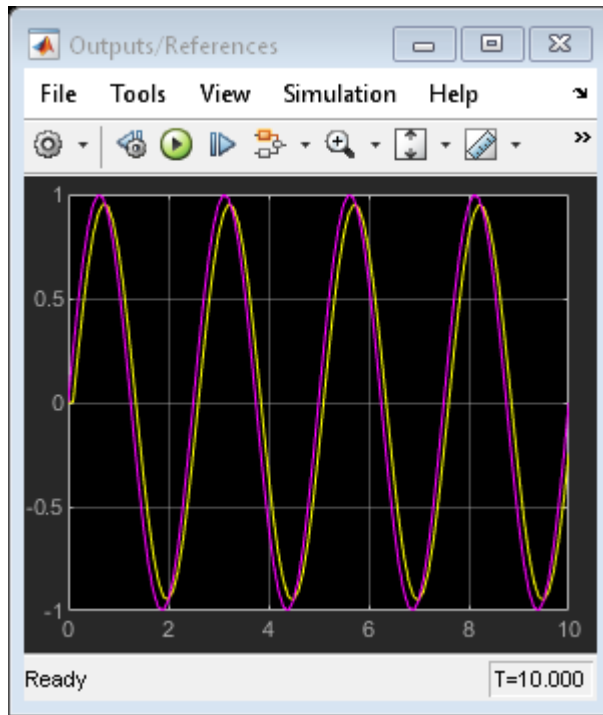 Outputs/References
File Tools View Simulation Help
1
0.5
0
-0.5
-1
0 2 4 6 8 10
Ready T=10.000